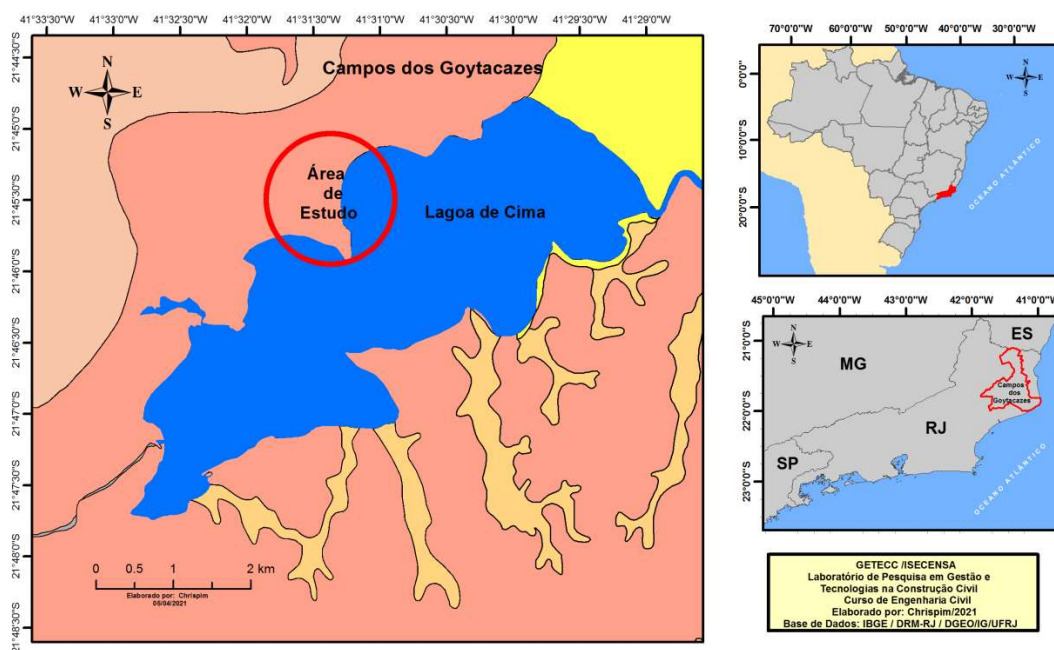 41°33'30"W 41°32'30"W 41°32'0"W 41°31'30"W 41°31'0"W 41°30'0"W 41°29'30"W 41°29'0"W
21°44'30"S
21°45'0"S
21°45'30"S
21°46'0"S
21°46'30"S
21°47'0"S
21°47'30"S
21°48'0"S
21°48'30"S
N
W E
S
Campos dos Goytacazes
Área
de
Estudo
Lagoa de Cima
0 0.5 1 2 km
Elaborado por: Chrispim
05/04/2021
70°0'0"W 60°0'0"W 50°0'0"W 40°0'0"W 30°0'0"W
0°0'0"
10°0'0"S
20°0'0"S
N
W E
S
OCEANO ATLÂNTICO
45°0'0"W 44°0'0"W 43°0'0"W 42°0'0"W 41°0'0"W
21°0'0"S
22°0'0"S
23°0'0"S
N
W E
S
ES
MG
Campos
dos
Goytacazes
RJ
SP
OCEANO ATLÂNTICO
GETECC /ISECENSA
Laboratório de Pesquisa em Gestão e
Tecnologias na Construção Civil
Curso de Engenharia Civil
Elaborado por: Chrispim/2021
Base de Dados: IBGE / DRM-RJ / DGEO/IG/UFRJ